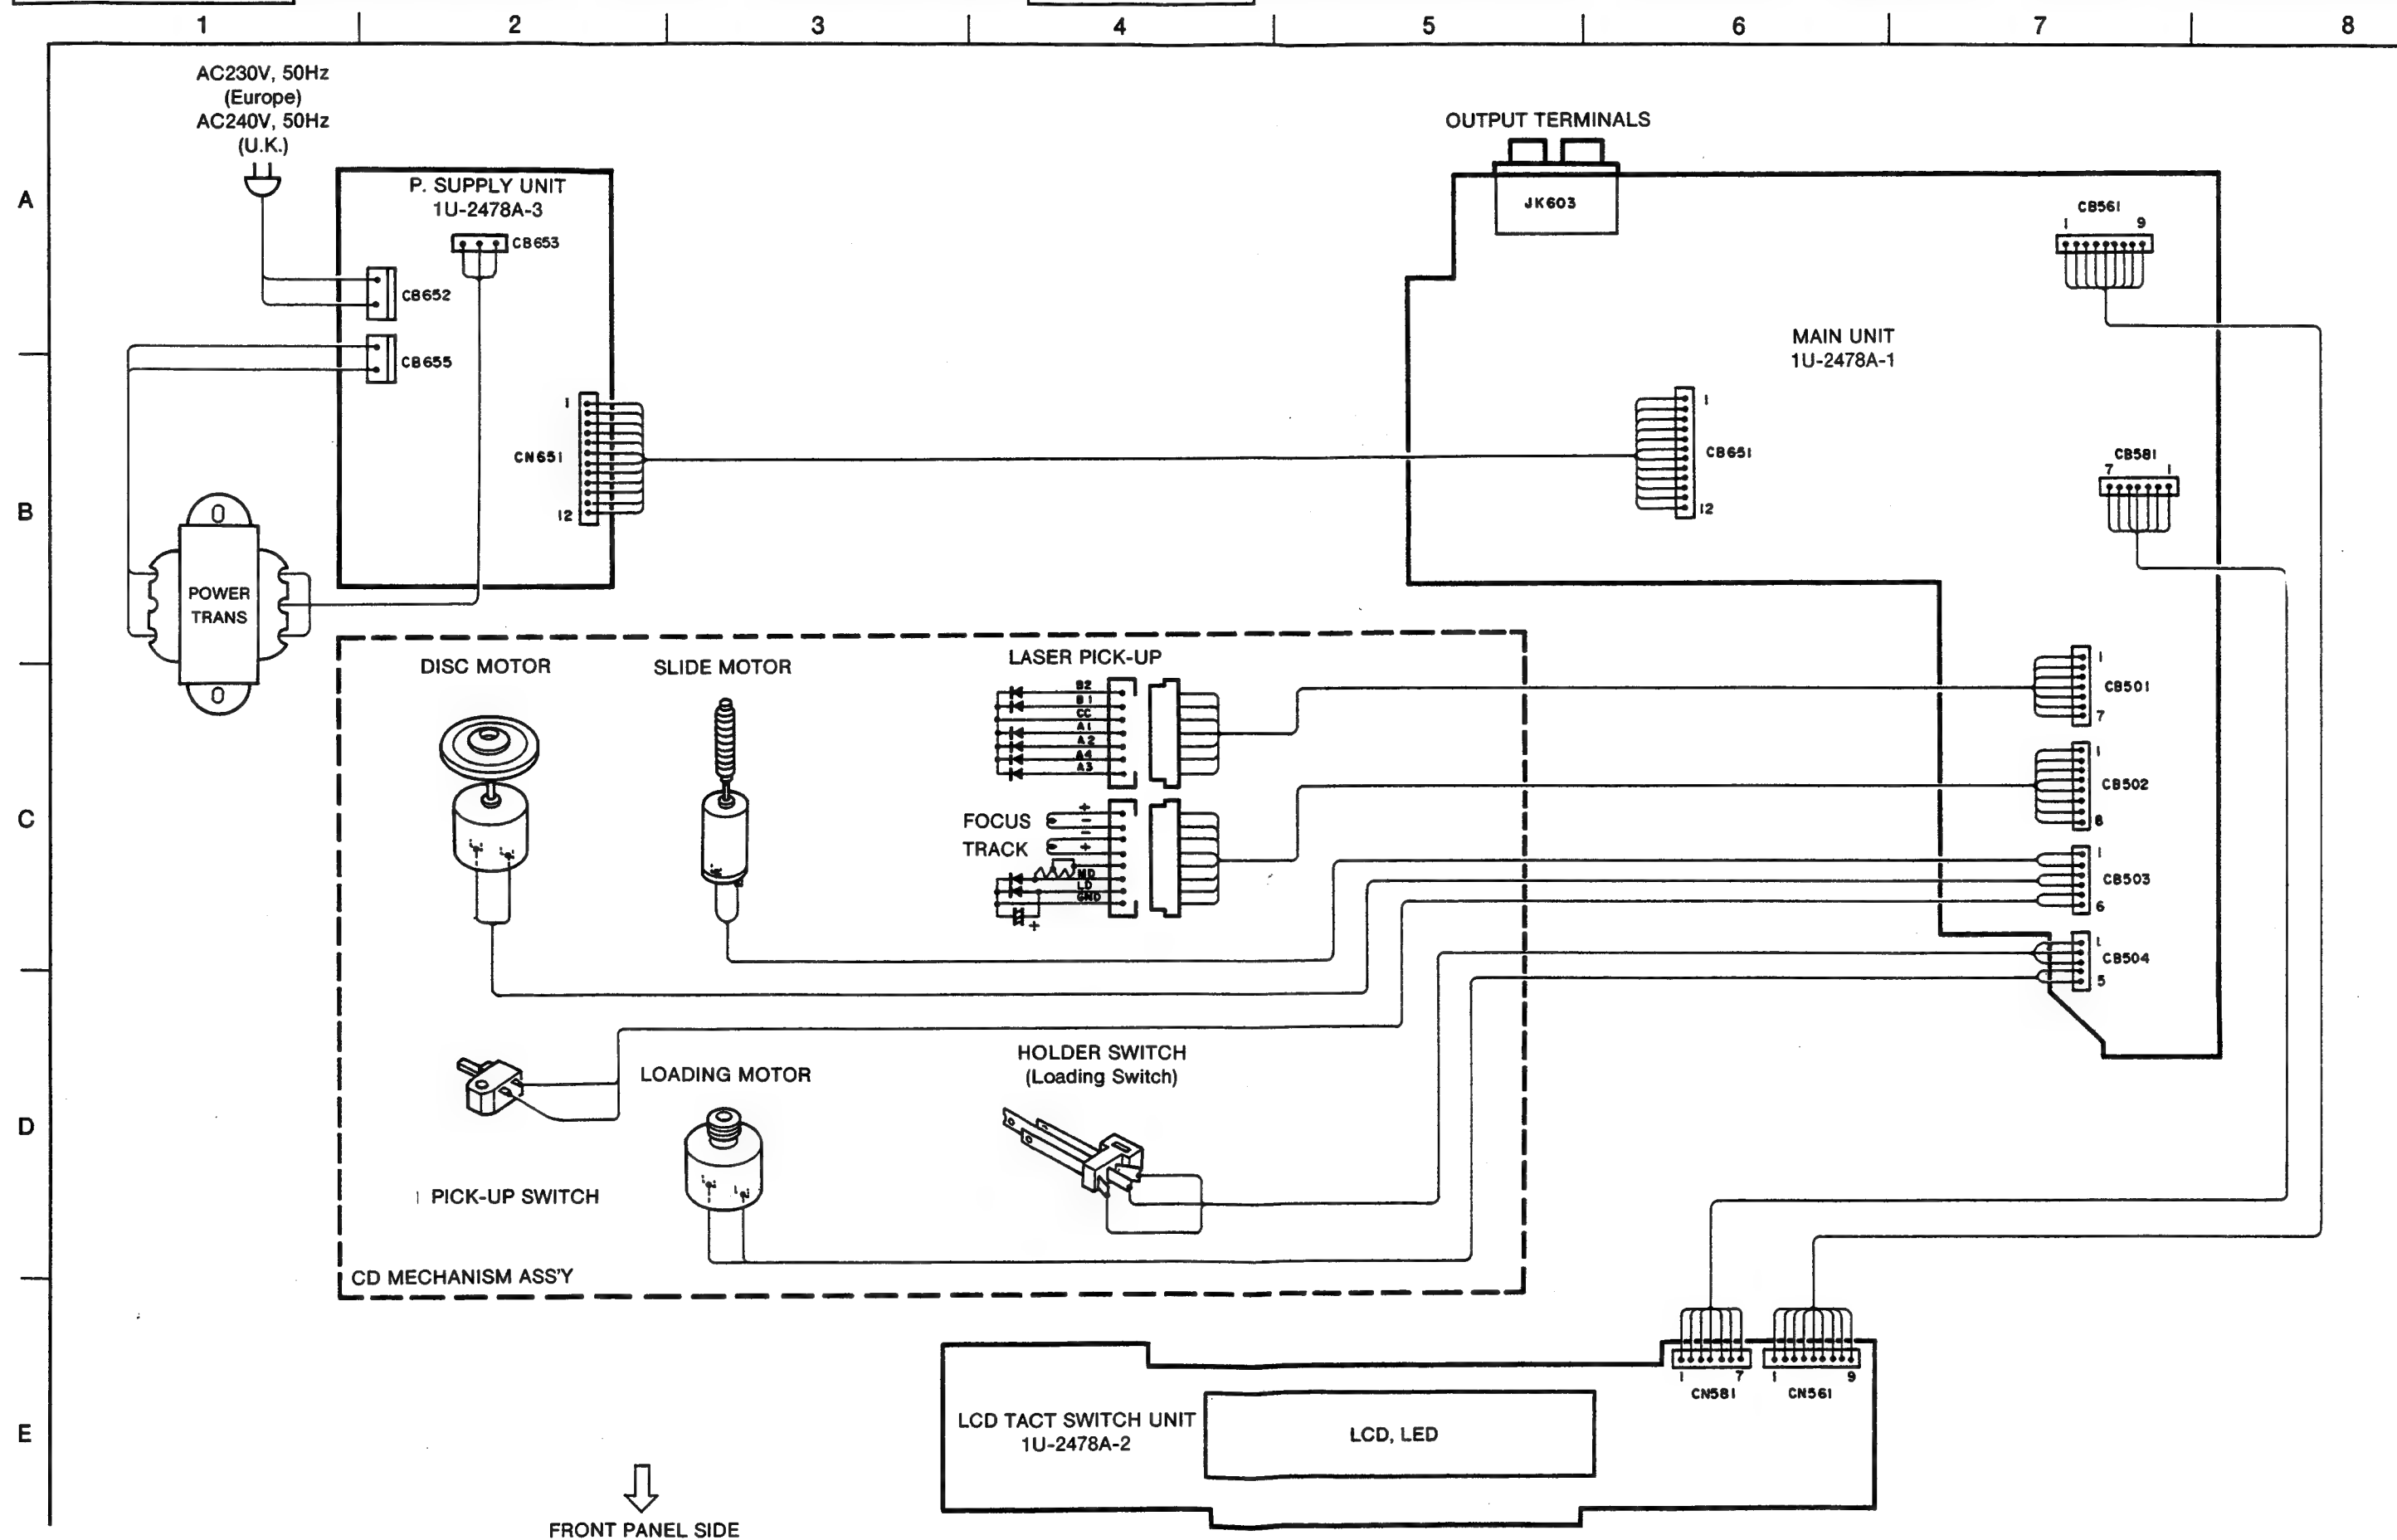 1 2 3 4 5 6 7 8
AC230V, 50Hz
(Europe)
AC240V, 50Hz
(U.K.)
A
P. SUPPLY UNIT
1U-2478A-3
CB653
CB652
CB655
1
CN651
12
OUTPUT TERMINALS
JK603
CB561
1 9
MAIN UNIT
1U-2478A-1
1
CB651
12
CB581
7 1
B
POWER
TRANS
DISC MOTOR
SLIDE MOTOR
LASER PICK-UP
B2
B1
CC
A1
A2
A4
A3
1
CB501
7
1
CB502
8
C
FOCUS
+
-
TRACK
-
+
MD
LD
GND
+
1
CB503
6
1
CB504
5
D
LOADING MOTOR
HOLDER SWITCH
(Loading Switch)
PICK-UP SWITCH
CD MECHANISM ASS'Y
1 7
CN581
1 9
CN561
E
LCD TACT SWITCH UNIT
1U-2478A-2
LCD, LED
FRONT PANEL SIDE